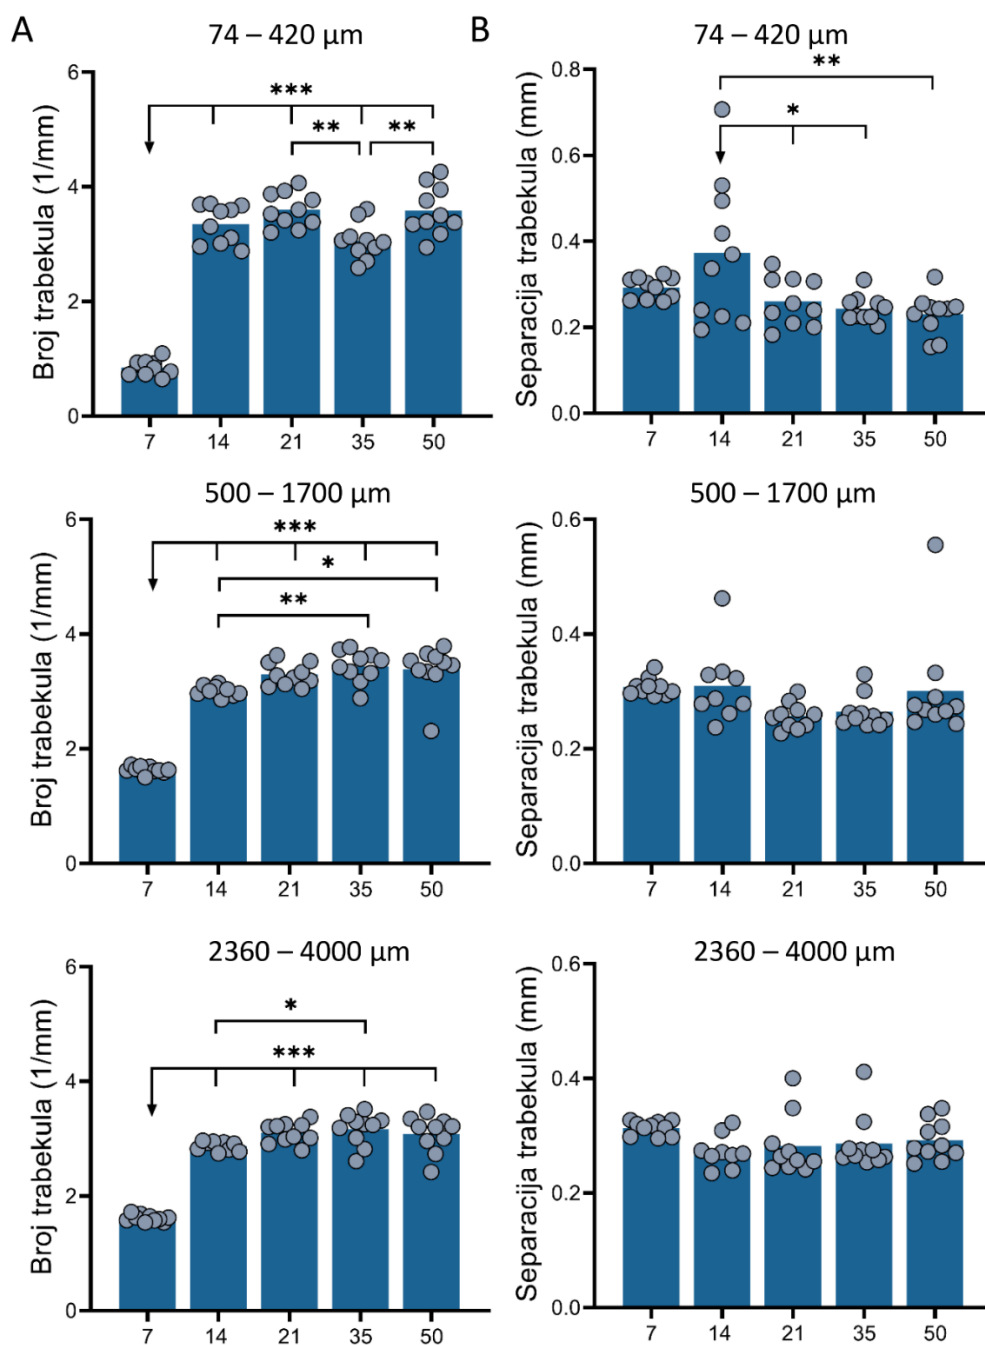 A
B
74 – 420 µm
74 – 420 µm
Broj trabekula (1/mm)
6
4
2
0
***
**
**
7 14 21 35 50
Separacija trabekula (mm)
0.8
0.6
0.4
0.2
0.0
**
*
7 14 21 35 50
500 – 1700 µm
500 – 1700 µm
Broj trabekula (1/mm)
6
4
2
0
***
*
**
7 14 21 35 50
Separacija trabekula (mm)
0.6
0.4
0.2
0.0
7 14 21 35 50
2360 – 4000 µm
2360 – 4000 µm
Broj trabekula (1/mm)
6
4
2
0
*
***
7 14 21 35 50
Separacija trabekula (mm)
0.6
0.4
0.2
0.0
7 14 21 35 50